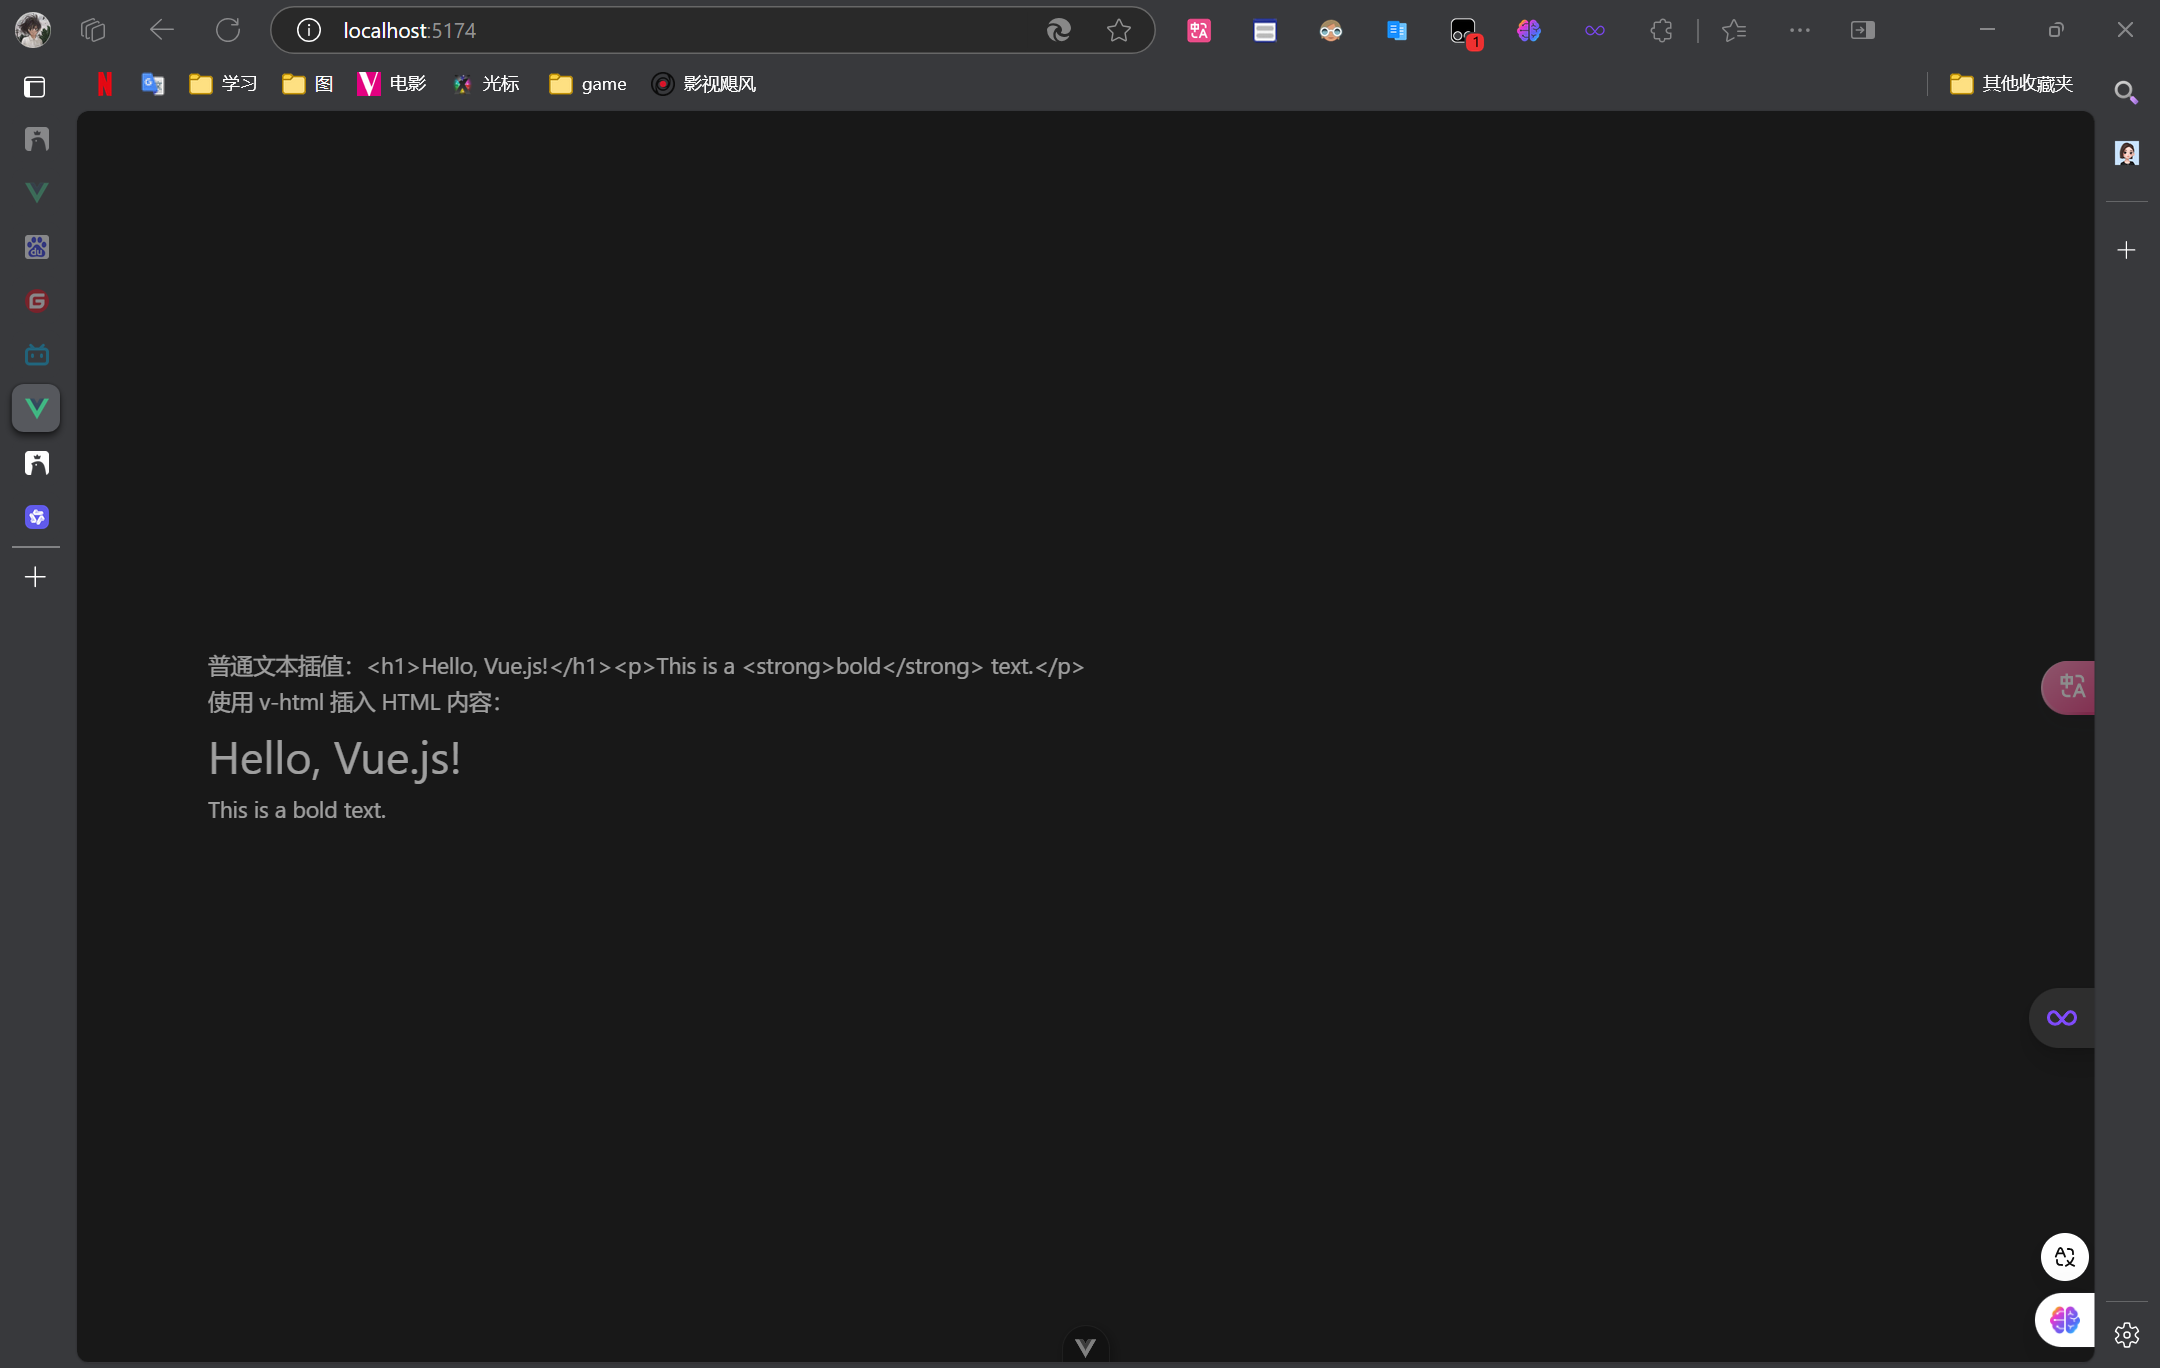 localhost:5174
1
学习
图
电影
光标
game
影视飓风
其他收藏夹
普通文本插值：<h1>Hello, Vue.js!</h1><p>This is a <strong>bold</strong> text.</p>
使用 v-html 插入 HTML 内容：
Hello, Vue.js!
This is a bold text.